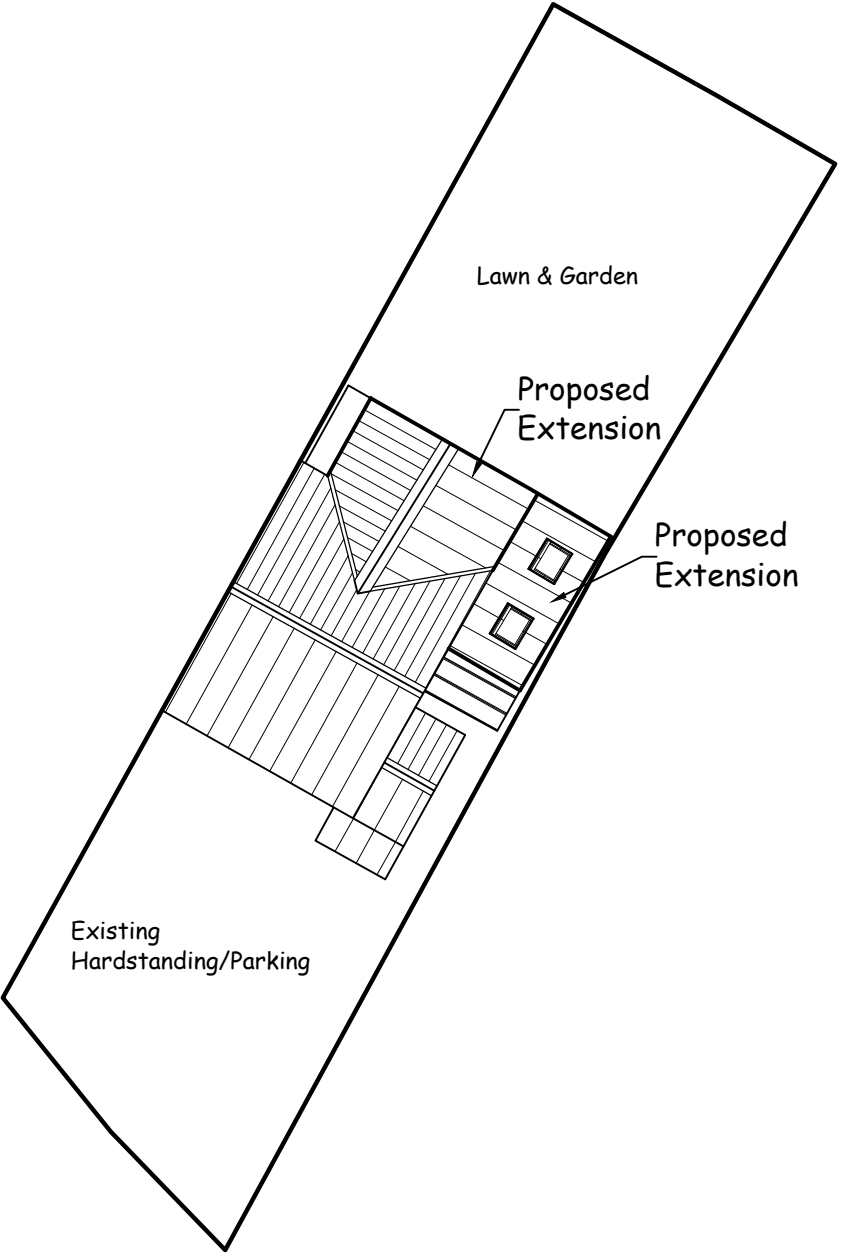 Lawn & Garden
Proposed
Extension
Proposed
Extension
Existing
Hardstanding/Parking